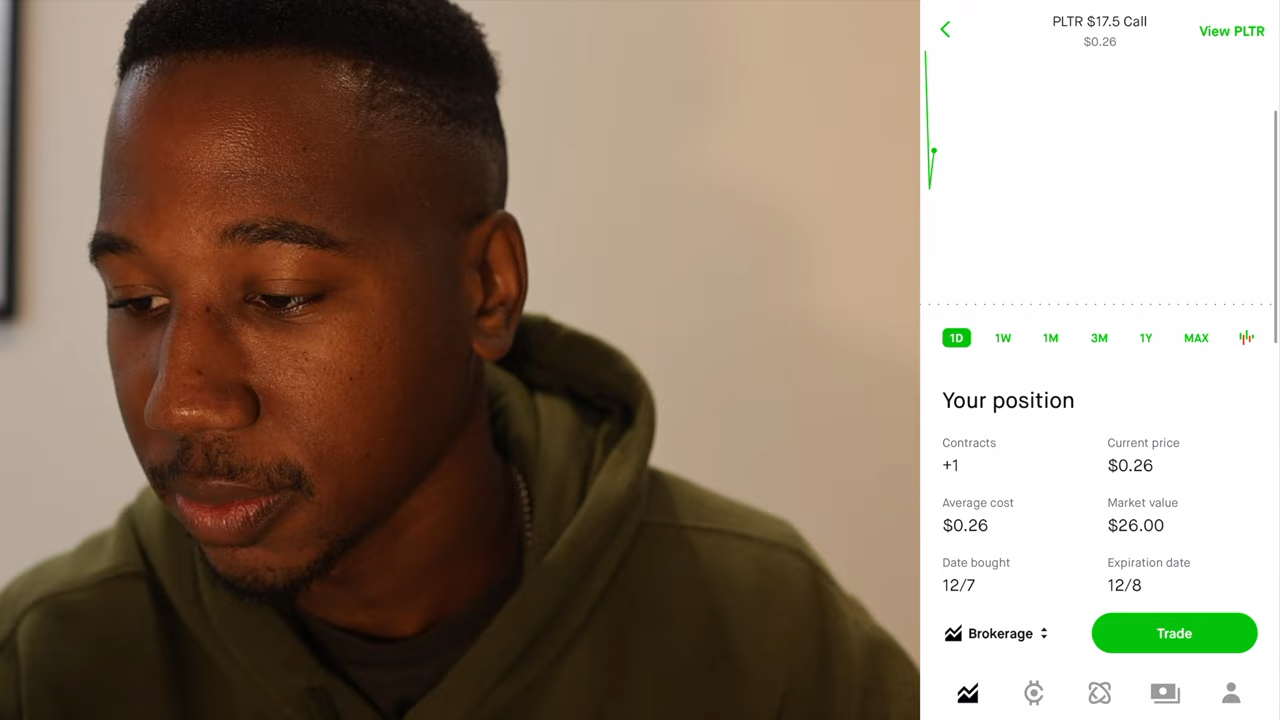 PLTR $17.5 Call
$0.26
View PLTR
1D 1W 1M 3M 1Y MAX
Your position
Contracts
+1
Current price
$0.26
Average cost
$0.26
Market value
$26.00
Date bought
12/7
Expiration date
12/8
Brokerage
Trade